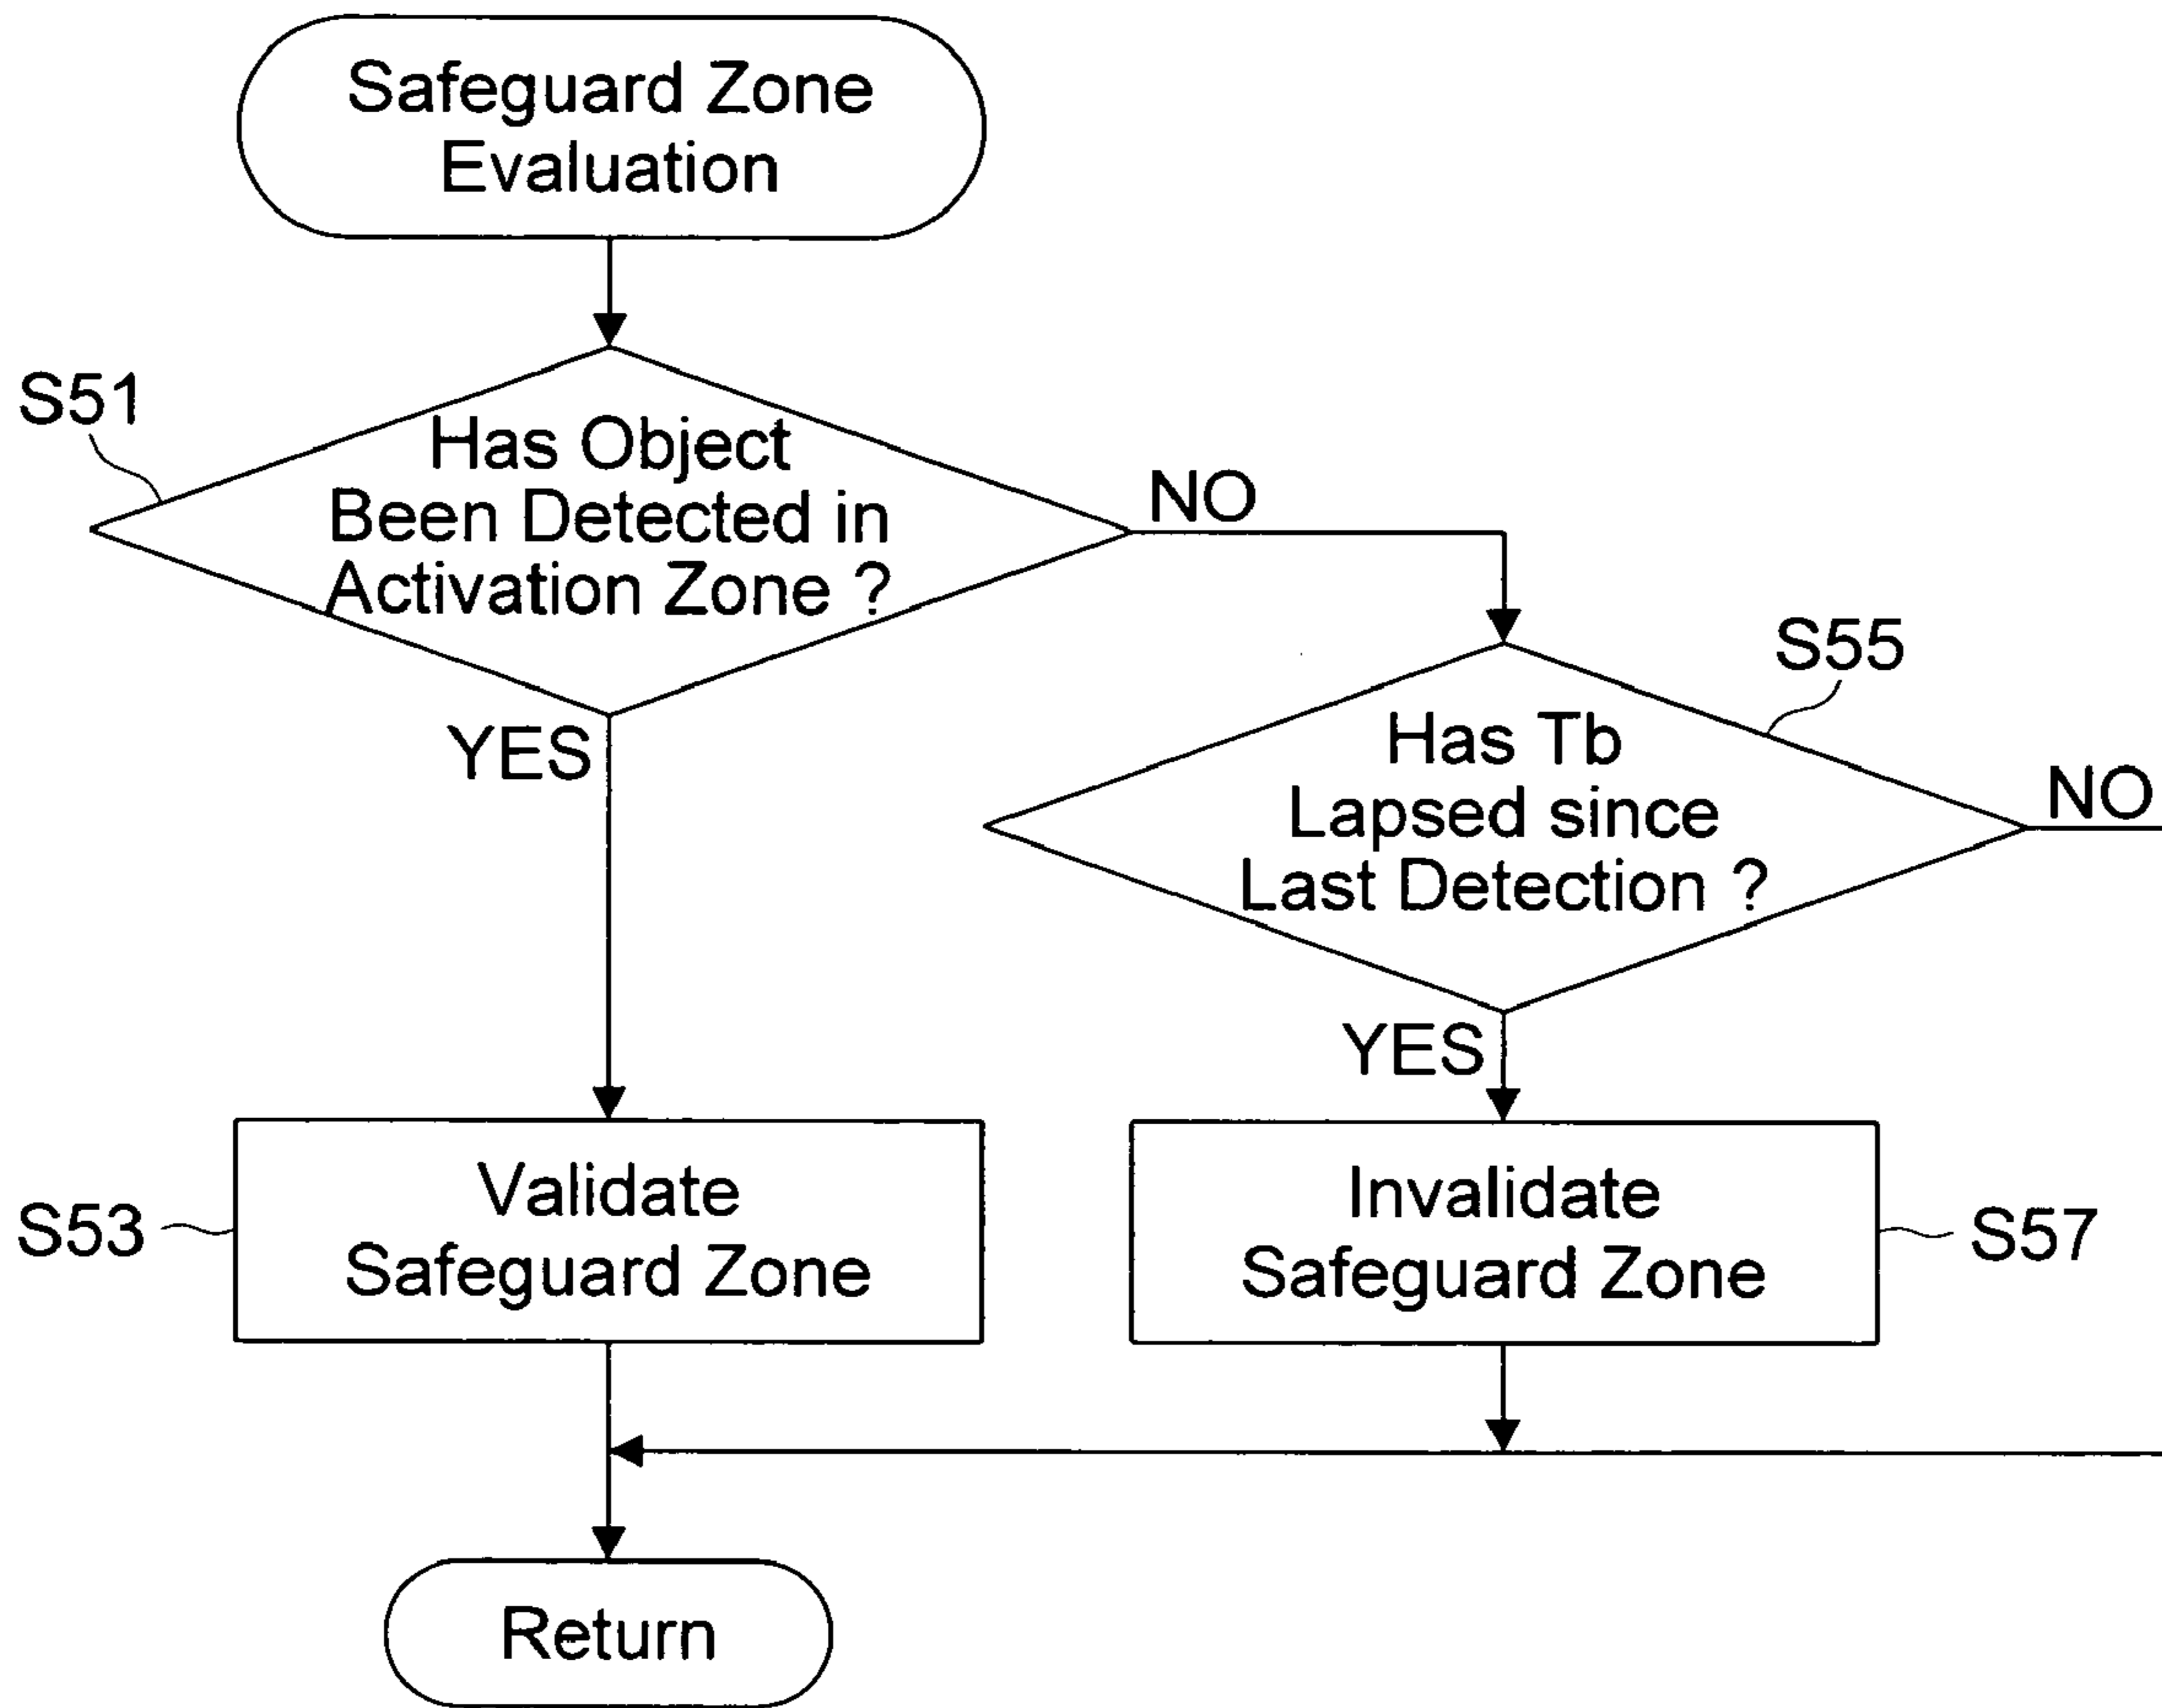 Safeguard Zone
Evaluation
S51
Has Object
Been Detected in
Activation Zone ?
NO
YES
S55
Has Tb
Lapsed since
Last Detection ?
NO
YES
S53
Validate
Safeguard Zone
Invalidate
Safeguard Zone
S57
Return